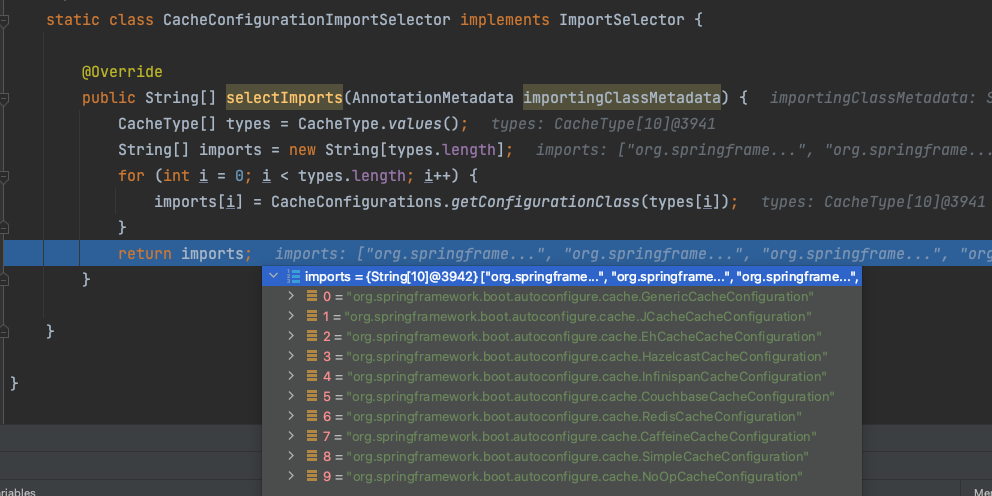 static class CacheConfigurationImportSelector implements ImportSelector {
@Override
public String[] selectImports(AnnotationMetadata importingClassMetadata) { importingClassMetadata: S
CacheType[] types = CacheType.values(); types: CacheType[10]@3941
String[] imports = new String[types.length]; imports: ["org.springframe...", "org.springframe...
for (int i = 0; i < types.length; i++) {
imports[i] = CacheConfigurations.getConfigurationClass(types[i]); types: CacheType[10]@3941
}
return imports; imports: ["org.springframe...", "org.springframe...", "org.springframe...", "org
imports = {String[10]@3942} ["org.springframe...", "org.springframe...", "org.springframe...",
}
0 = "org.springframework.boot.autoconfigure.cache.GenericCacheConfiguration"
1 = "org.springframework.boot.autoconfigure.cache.JCacheCacheConfiguration"
}
2 = "org.springframework.boot.autoconfigure.cache.EhCacheCacheConfiguration"
3 = "org.springframework.boot.autoconfigure.cache.HazelcastCacheConfiguration"
4 = "org.springframework.boot.autoconfigure.cache.InfinispanCacheConfiguration"
}
5 = "org.springframework.boot.autoconfigure.cache.CouchbaseCacheConfiguration"
6 = "org.springframework.boot.autoconfigure.cache.RedisCacheConfiguration"
7 = "org.springframework.boot.autoconfigure.cache.CaffeineCacheConfiguration"
8 = "org.springframework.boot.autoconfigure.cache.SimpleCacheConfiguration"
9 = "org.springframework.boot.autoconfigure.cache.NoOpCacheConfiguration"
riables
Me